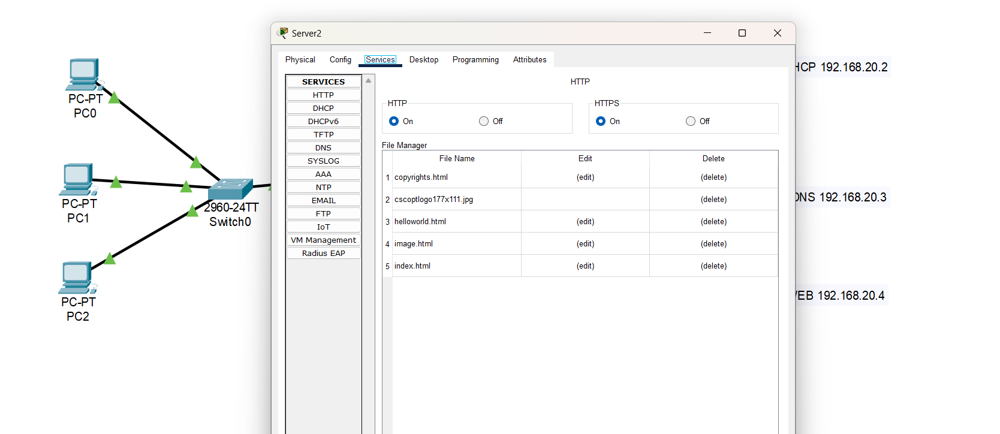 Server2
Physical Config Services Desktop Programming Attributes
SERVICES
HTTP
DHCP
DHCPv6
TFTP
DNS
SYSLOG
AAA
NTP
EMAIL
FTP
IoT
VM Management
Radius EAP
HTTP
HTTP
On Off
HTTPS
On Off
File Manager
File Name Edit Delete
1 copyrights.html (edit) (delete)
2 cscoptlogo177x111.jpg (delete)
3 helloworld.html (edit) (delete)
4 image.html (edit) (delete)
5 index.html (edit) (delete)
PC-PT
PC0
PC-PT
PC1
PC-PT
PC2
2960-24TT
Switch0
192.168.20.2
192.168.20.3
192.168.20.4